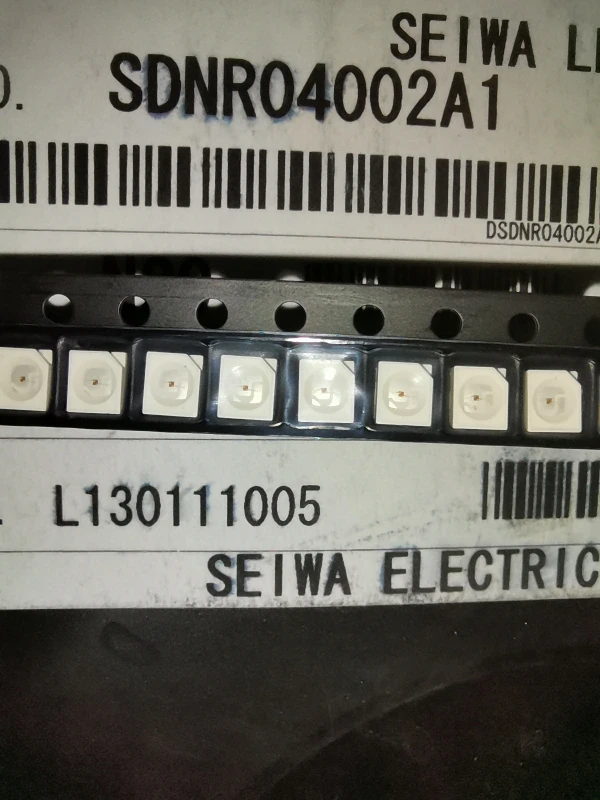 SEIWA
O.
SDNR04002A1
DSDNR04002A
L130111005
SEIWA ELECTRIC